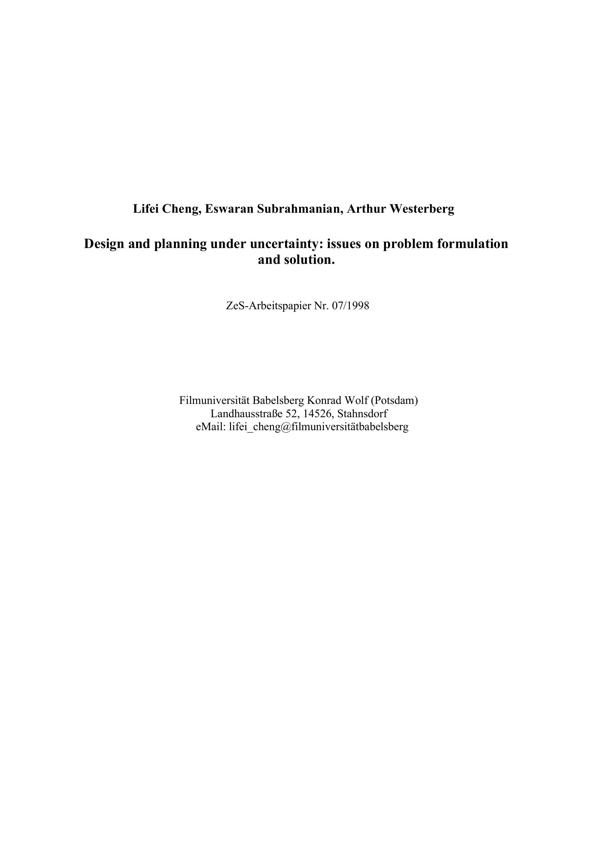 Lifei Cheng, Eswaran Subrahmanian, Arthur Westerberg
Design and planning under uncertainty: issues on problem formulation
and solution.
ZeS-Arbeitspapier Nr. 07/1998
Filmuniversität Babelsberg Konrad Wolf (Potsdam)
Landhausstraße 52, 14526, Stahnsdorf
eMail: lifei_cheng@filmuniversitätbabelsberg